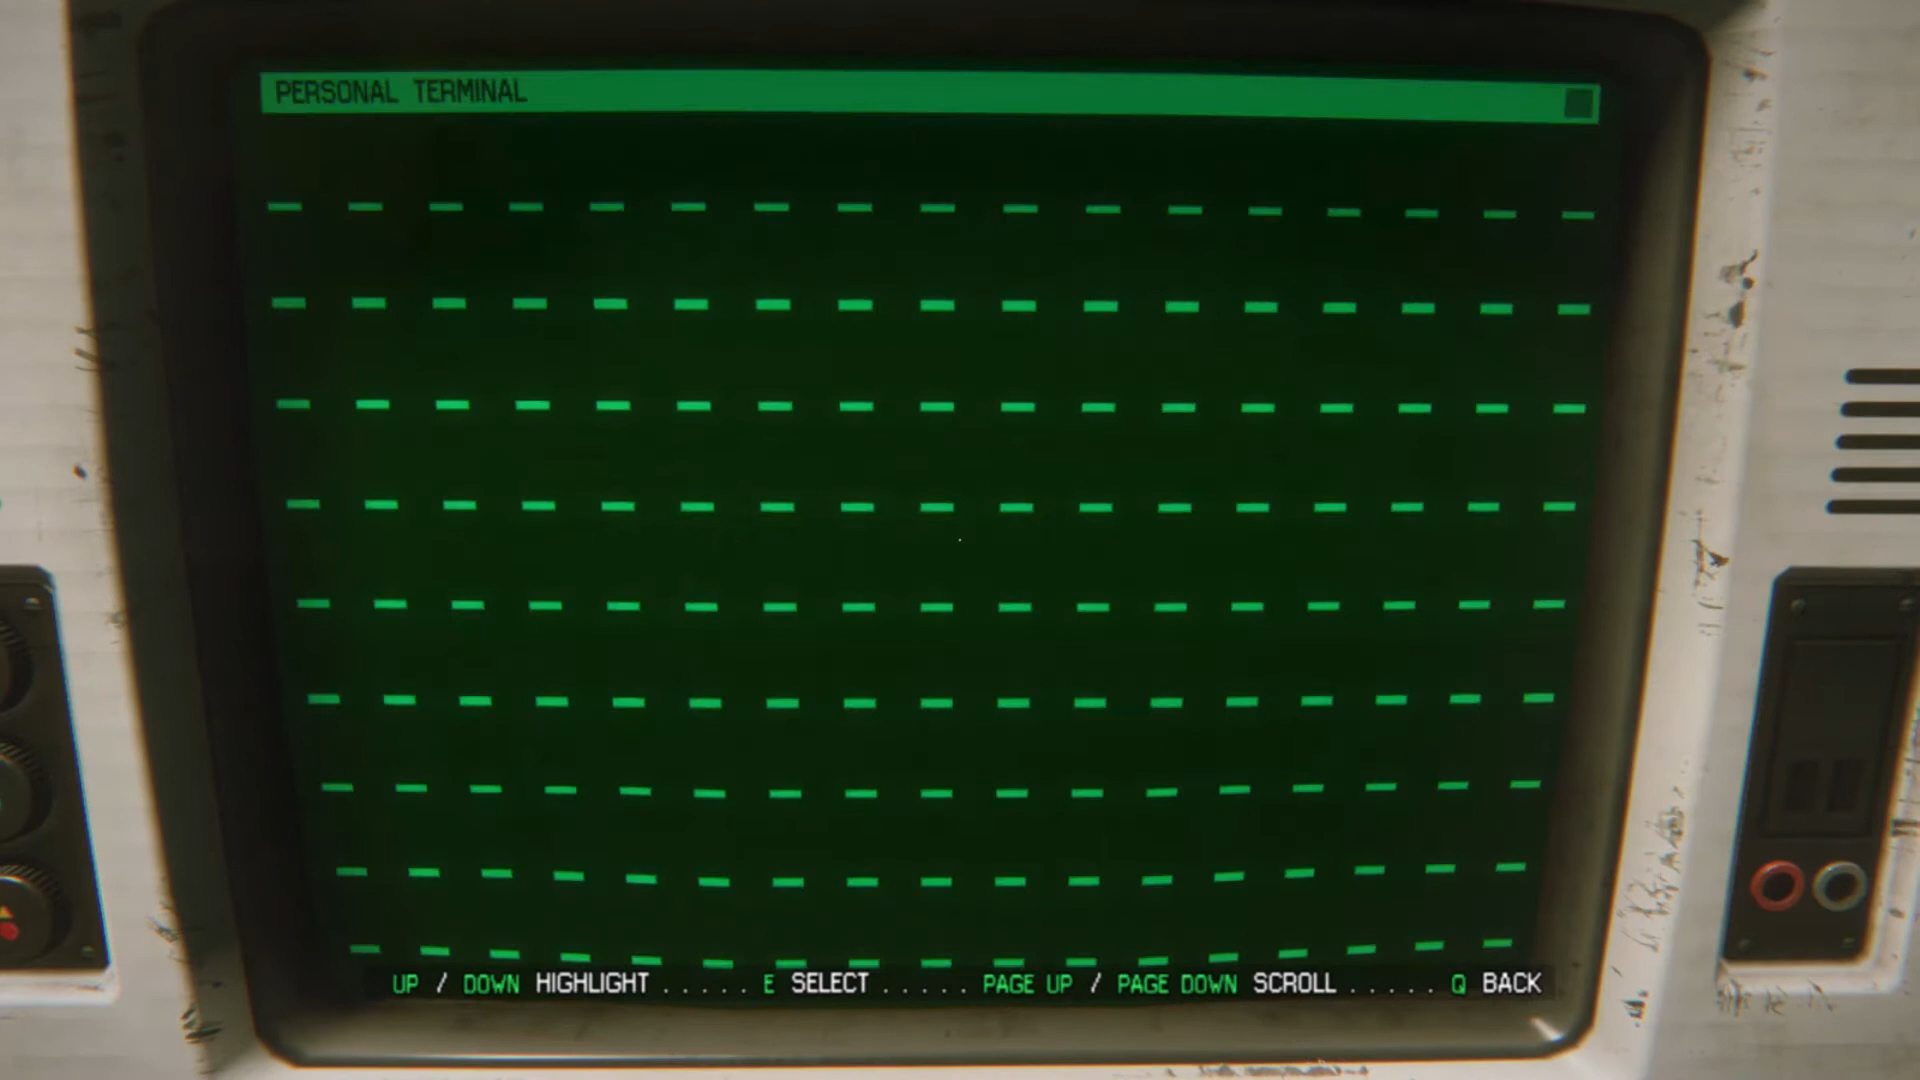 PERSONAL TERMINAL
UP / DOWN HIGHLIGHT ..... E SELECT ..... PAGE UP / PAGE DOWN SCROLL ..... Q BACK